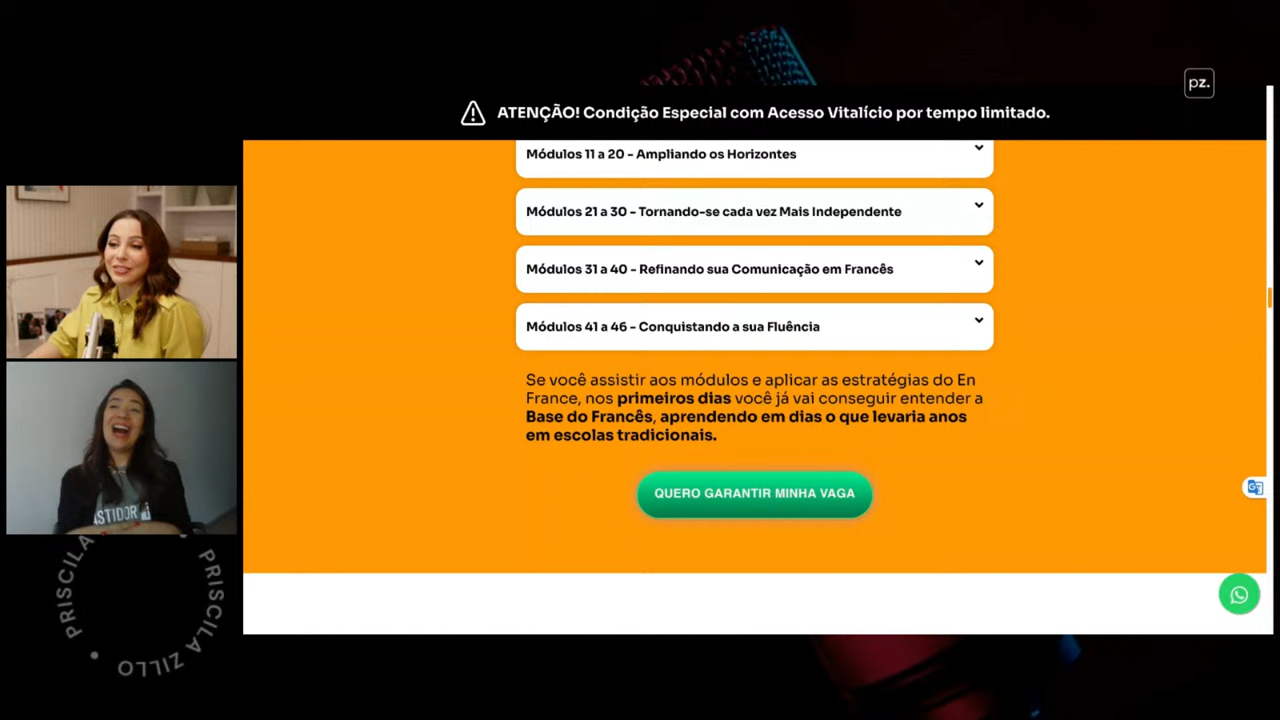 pz.
ATENÇÃO! Condição Especial com Acesso Vitalício por tempo limitado.
Módulos 11 a 20 - Ampliando os Horizontes
Módulos 21 a 30 - Tornando-se cada vez Mais Independente
Módulos 31 a 40 - Refinando sua Comunicação em Francês
Módulos 41 a 46 - Conquistando a sua Fluência
Se você assistir aos módulos e aplicar as estratégias do En
France, nos primeiros dias você já vai conseguir entender a
Base do Francês, aprendendo em dias o que levaria anos
em escolas tradicionais.
QUERO GARANTIR MINHA VAGA
ASTIDOR
PRISCILA
PRISCILA ZILLO